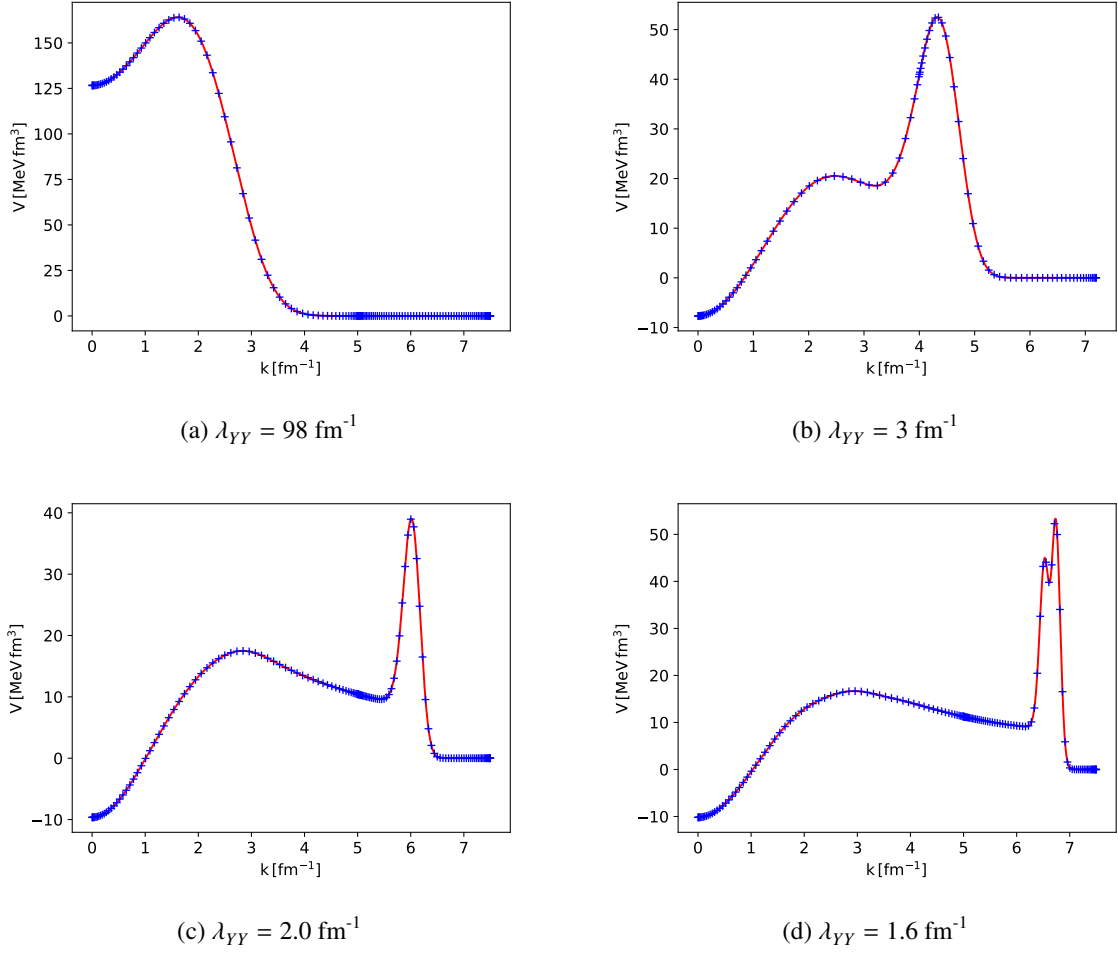 150
125
100
75
50
25
0
V [MeV fm³]
0 1 2 3 4 5 6 7
k [fm⁻¹]
(a) λ_YY = 98 fm⁻¹
50
40
30
20
10
0
−10
V [MeV fm³]
0 1 2 3 4 5 6 7
k [fm⁻¹]
(b) λ_YY = 3 fm⁻¹
40
30
20
10
0
−10
V [MeV fm³]
0 1 2 3 4 5 6 7
k [fm⁻¹]
(c) λ_YY = 2.0 fm⁻¹
50
40
30
20
10
0
−10
V [MeV fm³]
0 1 2 3 4 5 6 7
k [fm⁻¹]
(d) λ_YY = 1.6 fm⁻¹